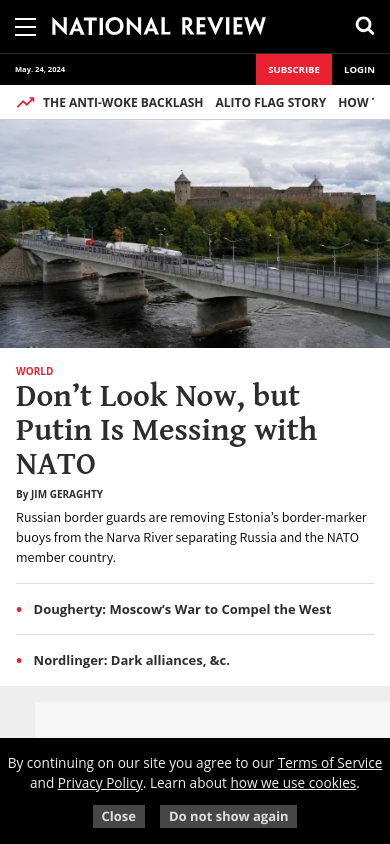 NATIONAL REVIEW
May. 24, 2024
SUBSCRIBE
LOGIN
THE ANTI-WOKE BACKLASH ALITO FLAG STORY HOW
WORLD
Don’t Look Now, but
Putin Is Messing with
NATO
By JIM GERAGHTY
Russian border guards are removing Estonia’s border-marker
buoys from the Narva River separating Russia and the NATO
member country.
• Dougherty: Moscow’s War to Compel the West
• Nordlinger: Dark alliances, &c.
By continuing on our site you agree to our Terms of Service
and Privacy Policy. Learn about how we use cookies.
Close
Do not show again